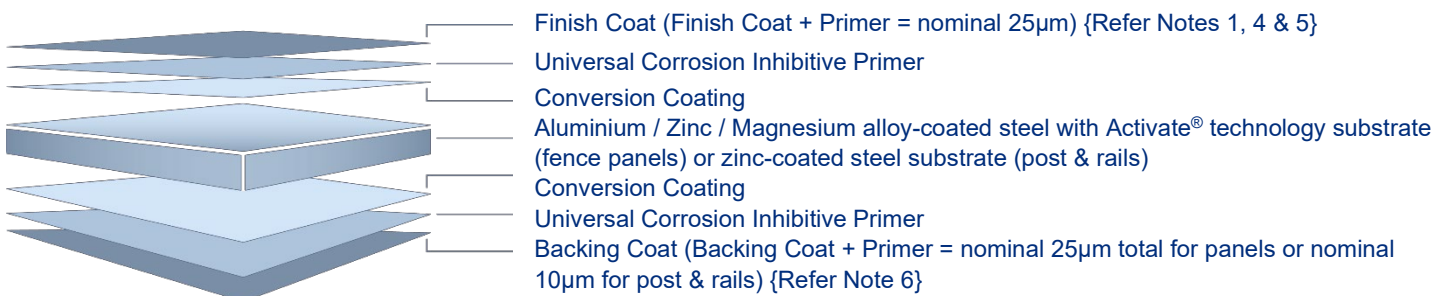 Finish Coat (Finish Coat + Primer = nominal 25µm) {Refer Notes 1, 4 & 5}
Universal Corrosion Inhibitive Primer
Conversion Coating
Aluminium / Zinc / Magnesium alloy-coated steel with Activate® technology substrate
(fence panels) or zinc-coated steel substrate (post & rails)
Conversion Coating
Universal Corrosion Inhibitive Primer
Backing Coat (Backing Coat + Primer = nominal 25µm total for panels or nominal
10µm for post & rails) {Refer Note 6}